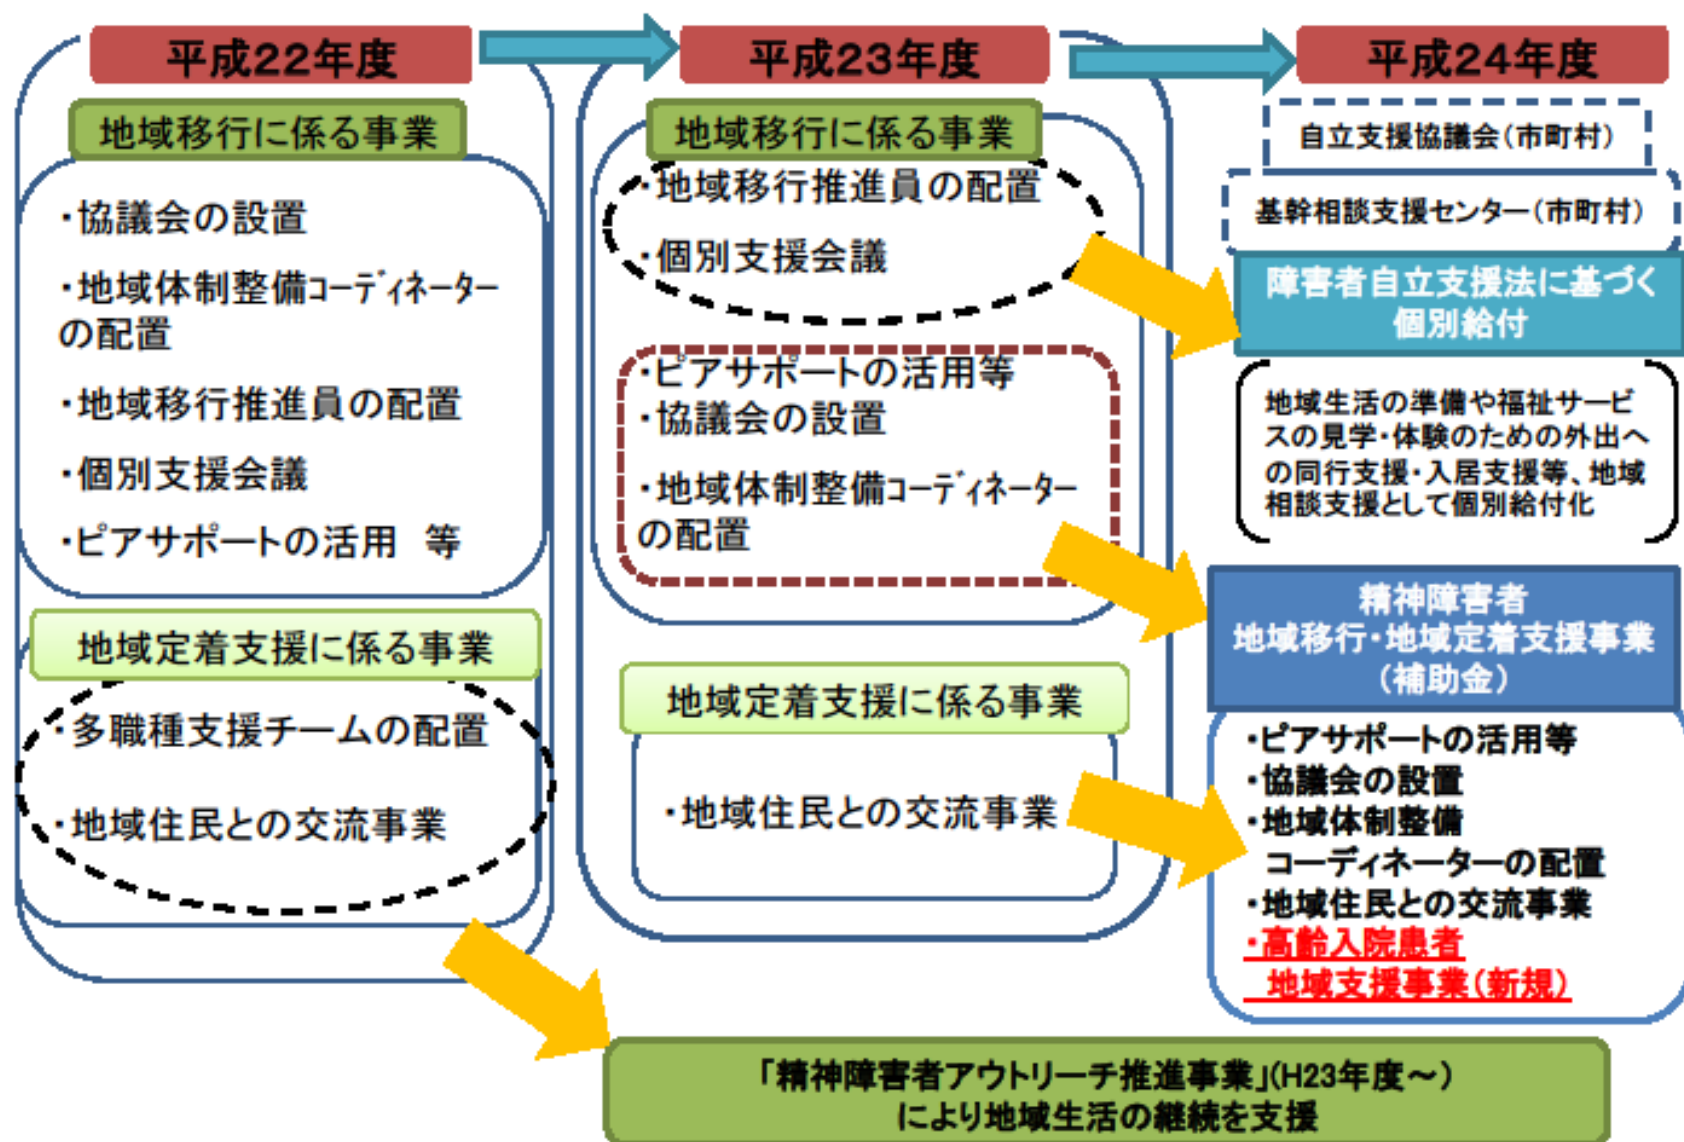 平成22年度
地域移行に係る事業
・協議会の設置
・地域体制整備ｺｰﾃﾞｨﾈｰﾀｰ
の配置
・地域移行推進員の配置
・個別支援会議
・ピアサポートの活用　等
地域定着支援に係る事業
・多職種支援チームの配置
・地域住民との交流事業
平成23年度
地域移行に係る事業
・地域移行推進員の配置
・個別支援会議
・ピアサポートの活用等
・協議会の設置
・地域体制整備ｺｰﾃﾞｨﾈｰﾀｰ
の配置
地域定着支援に係る事業
・地域住民との交流事業
平成24年度
自立支援協議会（市町村）
基幹相談支援センター（市町村）
障害者自立支援法に基づく
個別給付
地域生活の準備や福祉サービ
スの見学・体験のための外出へ
の同行支援・入居支援等、地域
相談支援として個別給付化
精神障害者
地域移行・地域定着支援事業
（補助金）
・ピアサポートの活用等
・協議会の設置
・地域体制整備
コーディネーターの配置
・地域住民との交流事業
・高齢入院患者
地域支援事業（新規）
「精神障害者アウトリーチ推進事業」（H23年度～）
により地域生活の継続を支援